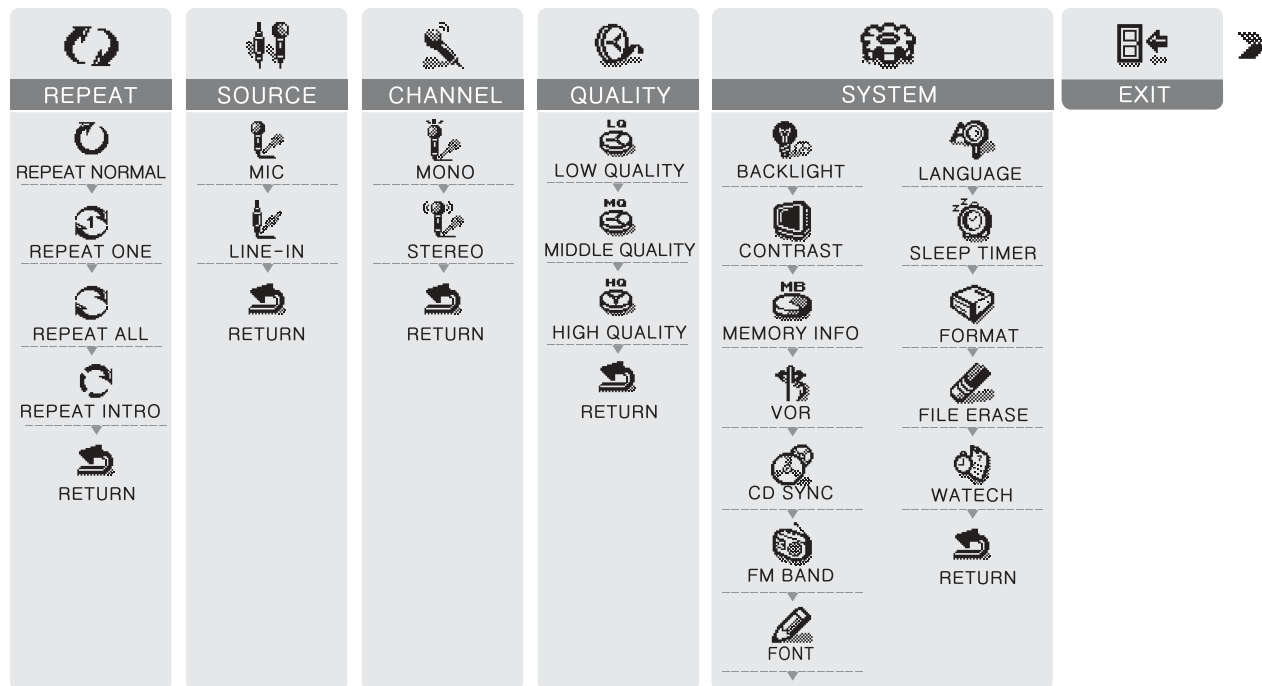 REPEAT
REPEAT NORMAL
1
REPEAT ONE
REPEAT ALL
REPEAT INTRO
RETURN
SOURCE
MIC
LINE-IN
RETURN
CHANNEL
MONO
STEREO
RETURN
QUALITY
LQ
LOW QUALITY
MQ
MIDDLE QUALITY
HQ
HIGH QUALITY
RETURN
SYSTEM
BACKLIGHT
CONTRAST
MB
MEMORY INFO
VOR
CD SYNC
FM BAND
FONT
LANGUAGE
zZz
SLEEP TIMER
FORMAT
FILE ERASE
WATECH
RETURN
EXIT